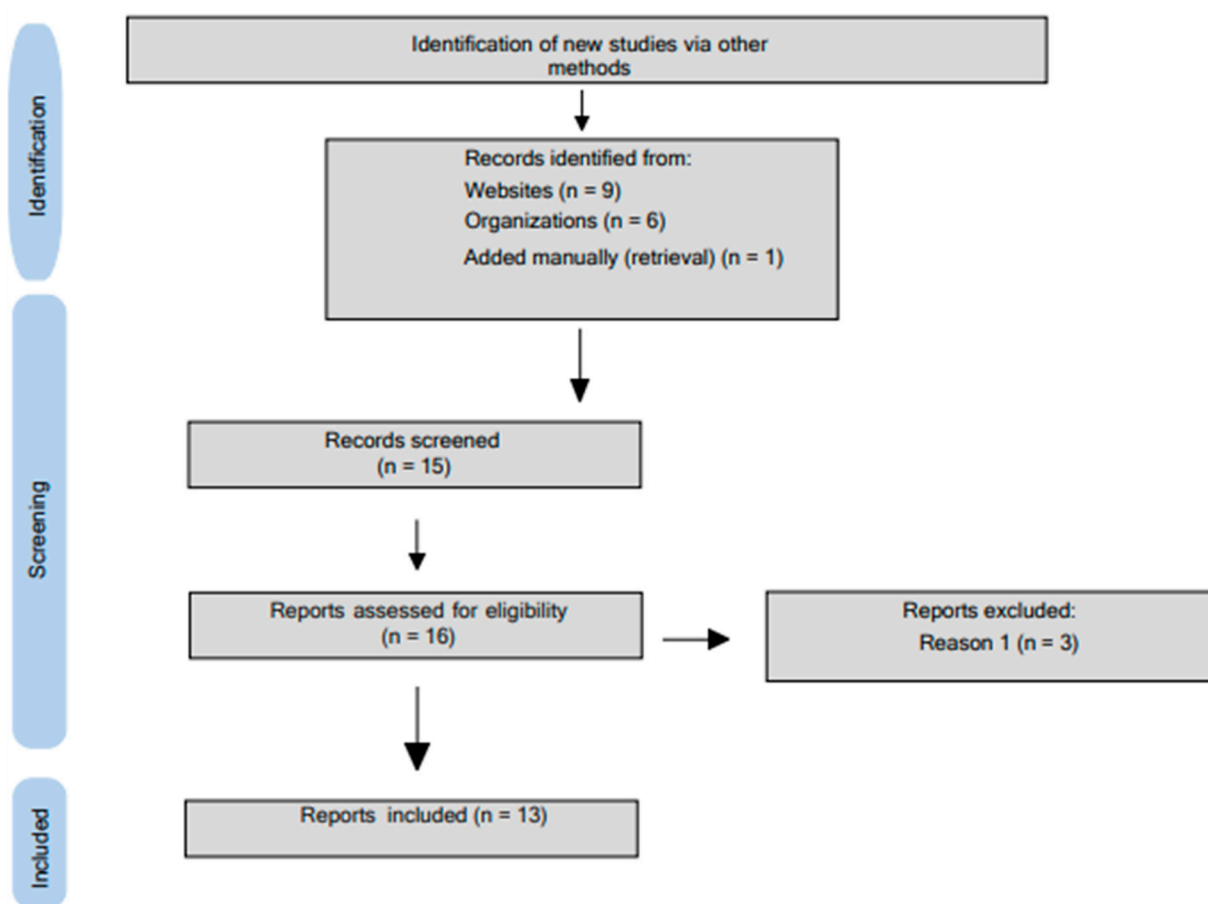 Identification
Identification of new studies via other
methods
Records identified from:
Websites (n = 9)
Organizations (n = 6)
Added manually (retrieval) (n = 1)
Screening
Records screened
(n = 15)
Reports assessed for eligibility
(n = 16)
Reports excluded:
Reason 1 (n = 3)
Included
Reports included (n = 13)